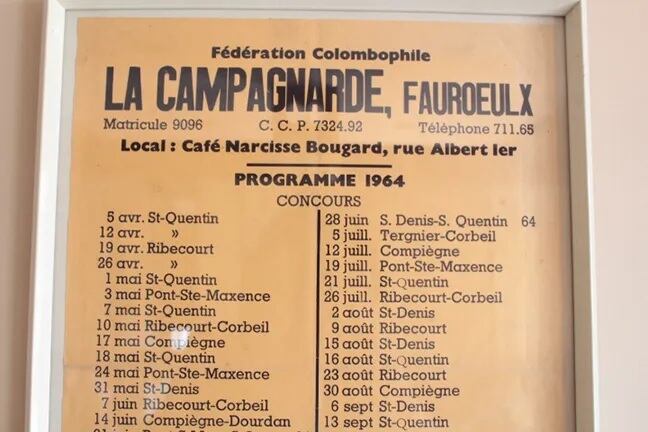 Fédération Colombophile
LA CAMPAGNARDE, FAUROEULX
Matricule 9096 C. C. P. 7324.92 Télèphone 711.65
Local : Café Narcisse Bougard, rue Albert Ier
PROGRAMME 1964
CONCOURS
5 avr. St-Quentin
12 avr. »
19 avr. Ribecourt
26 avr. »
1 mai St-Quentin
3 mai Pont-Ste-Maxence
7 mai St-Quentin
10 mai Ribecourt-Corbeil
17 mai Compiègne
18 mai St-Quentin
24 mai Pont-Ste-Maxence
31 mai St-Denis
7 juin Ribecourt-Corbeil
14 juin Compiègne-Dourdan
28 juin S. Denis-S. Quentin 64
5 juill. Tergnier-Corbeil
12 juill. Compiègne
19 juill. Pont-Ste-Maxence
21 juill. St-Quentin
26 juill. Ribecourt-Corbeil
2 août St-Denis
9 août Ribecourt
15 août St-Denis
16 août St-Quentin
23 août Ribecourt
30 août Compiègne
6 sept St-Denis
13 sept St-Quentin